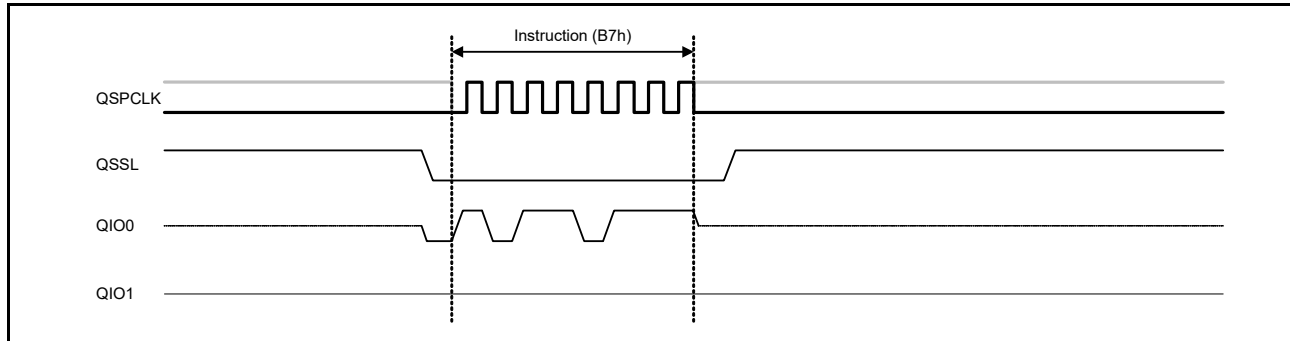 Instruction (B7h)
QSPCLK
QSSL
QIO0
QIO1